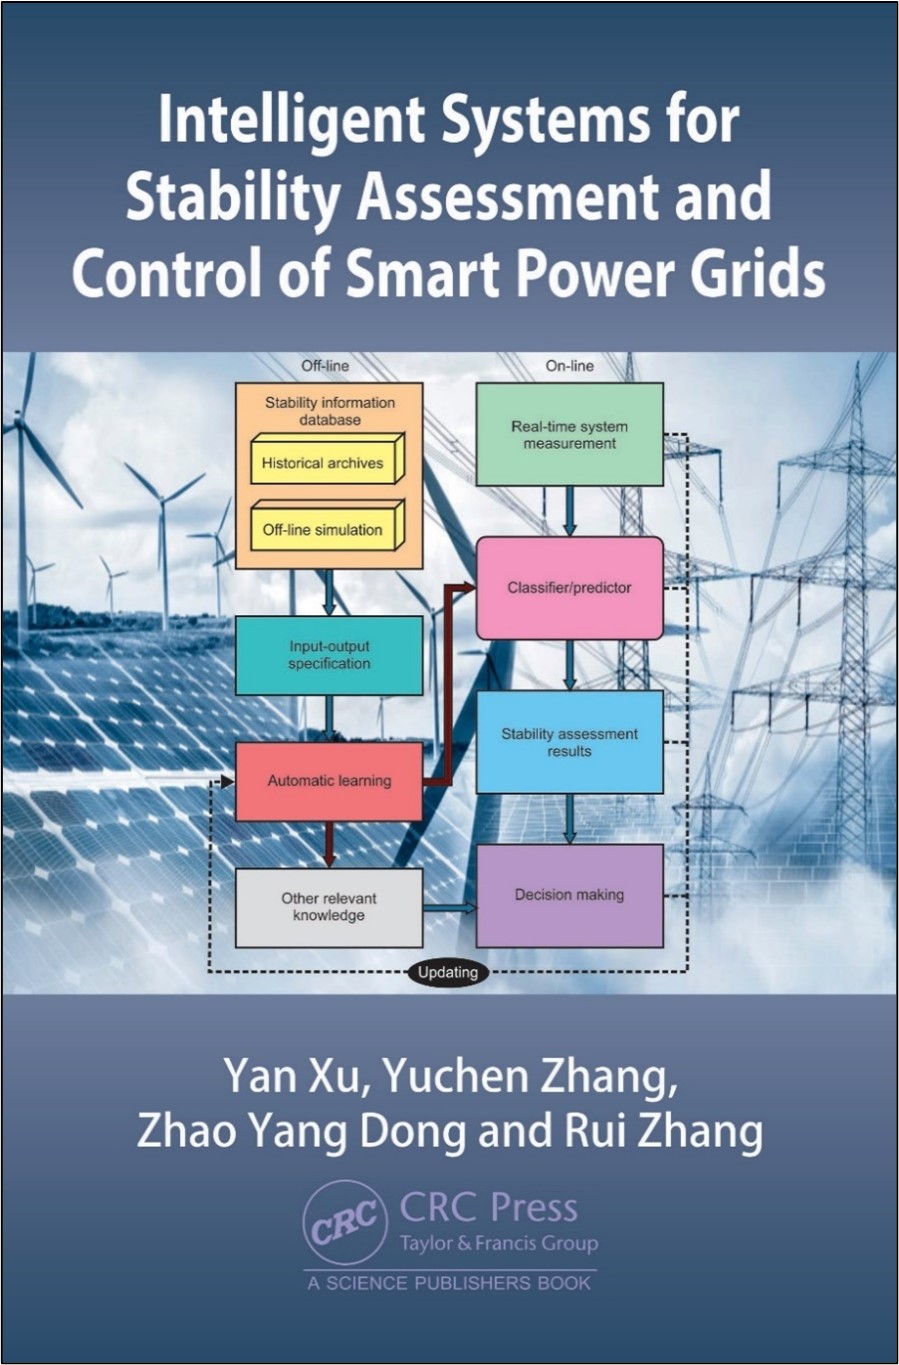 Intelligent Systems for
Stability Assessment and
Control of Smart Power Grids
Off-line
Stability information
database
Historical archives
Off-line simulation
Input-output
specification
Automatic learning
Other relevant
knowledge
On-line
Real-time system
measurement
Classifier/predictor
Stability assessment
results
Decision making
Updating
Yan Xu, Yuchen Zhang,
Zhao Yang Dong and Rui Zhang
CRC
CRC Press
Taylor & Francis Group
A SCIENCE PUBLISHERS BOOK